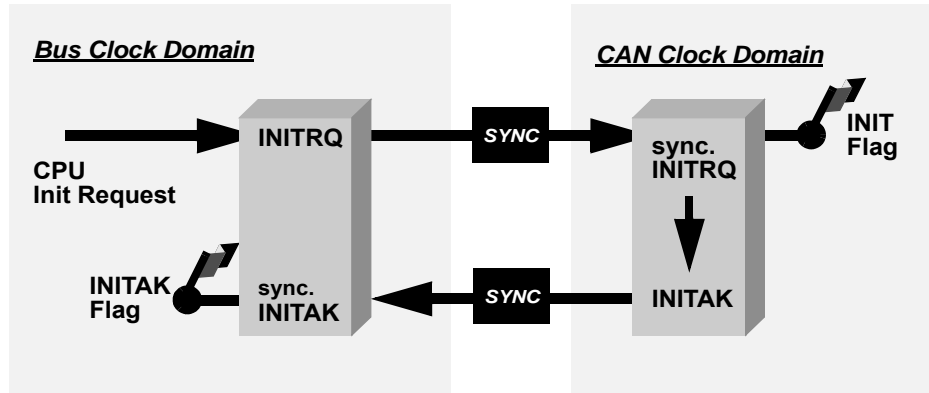 Bus Clock Domain
CAN Clock Domain
CPU
Init Request
INITRQ
SYNC
sync.
INITRQ
INIT
Flag
INITAK
Flag
sync.
INITAK
SYNC
INITAK